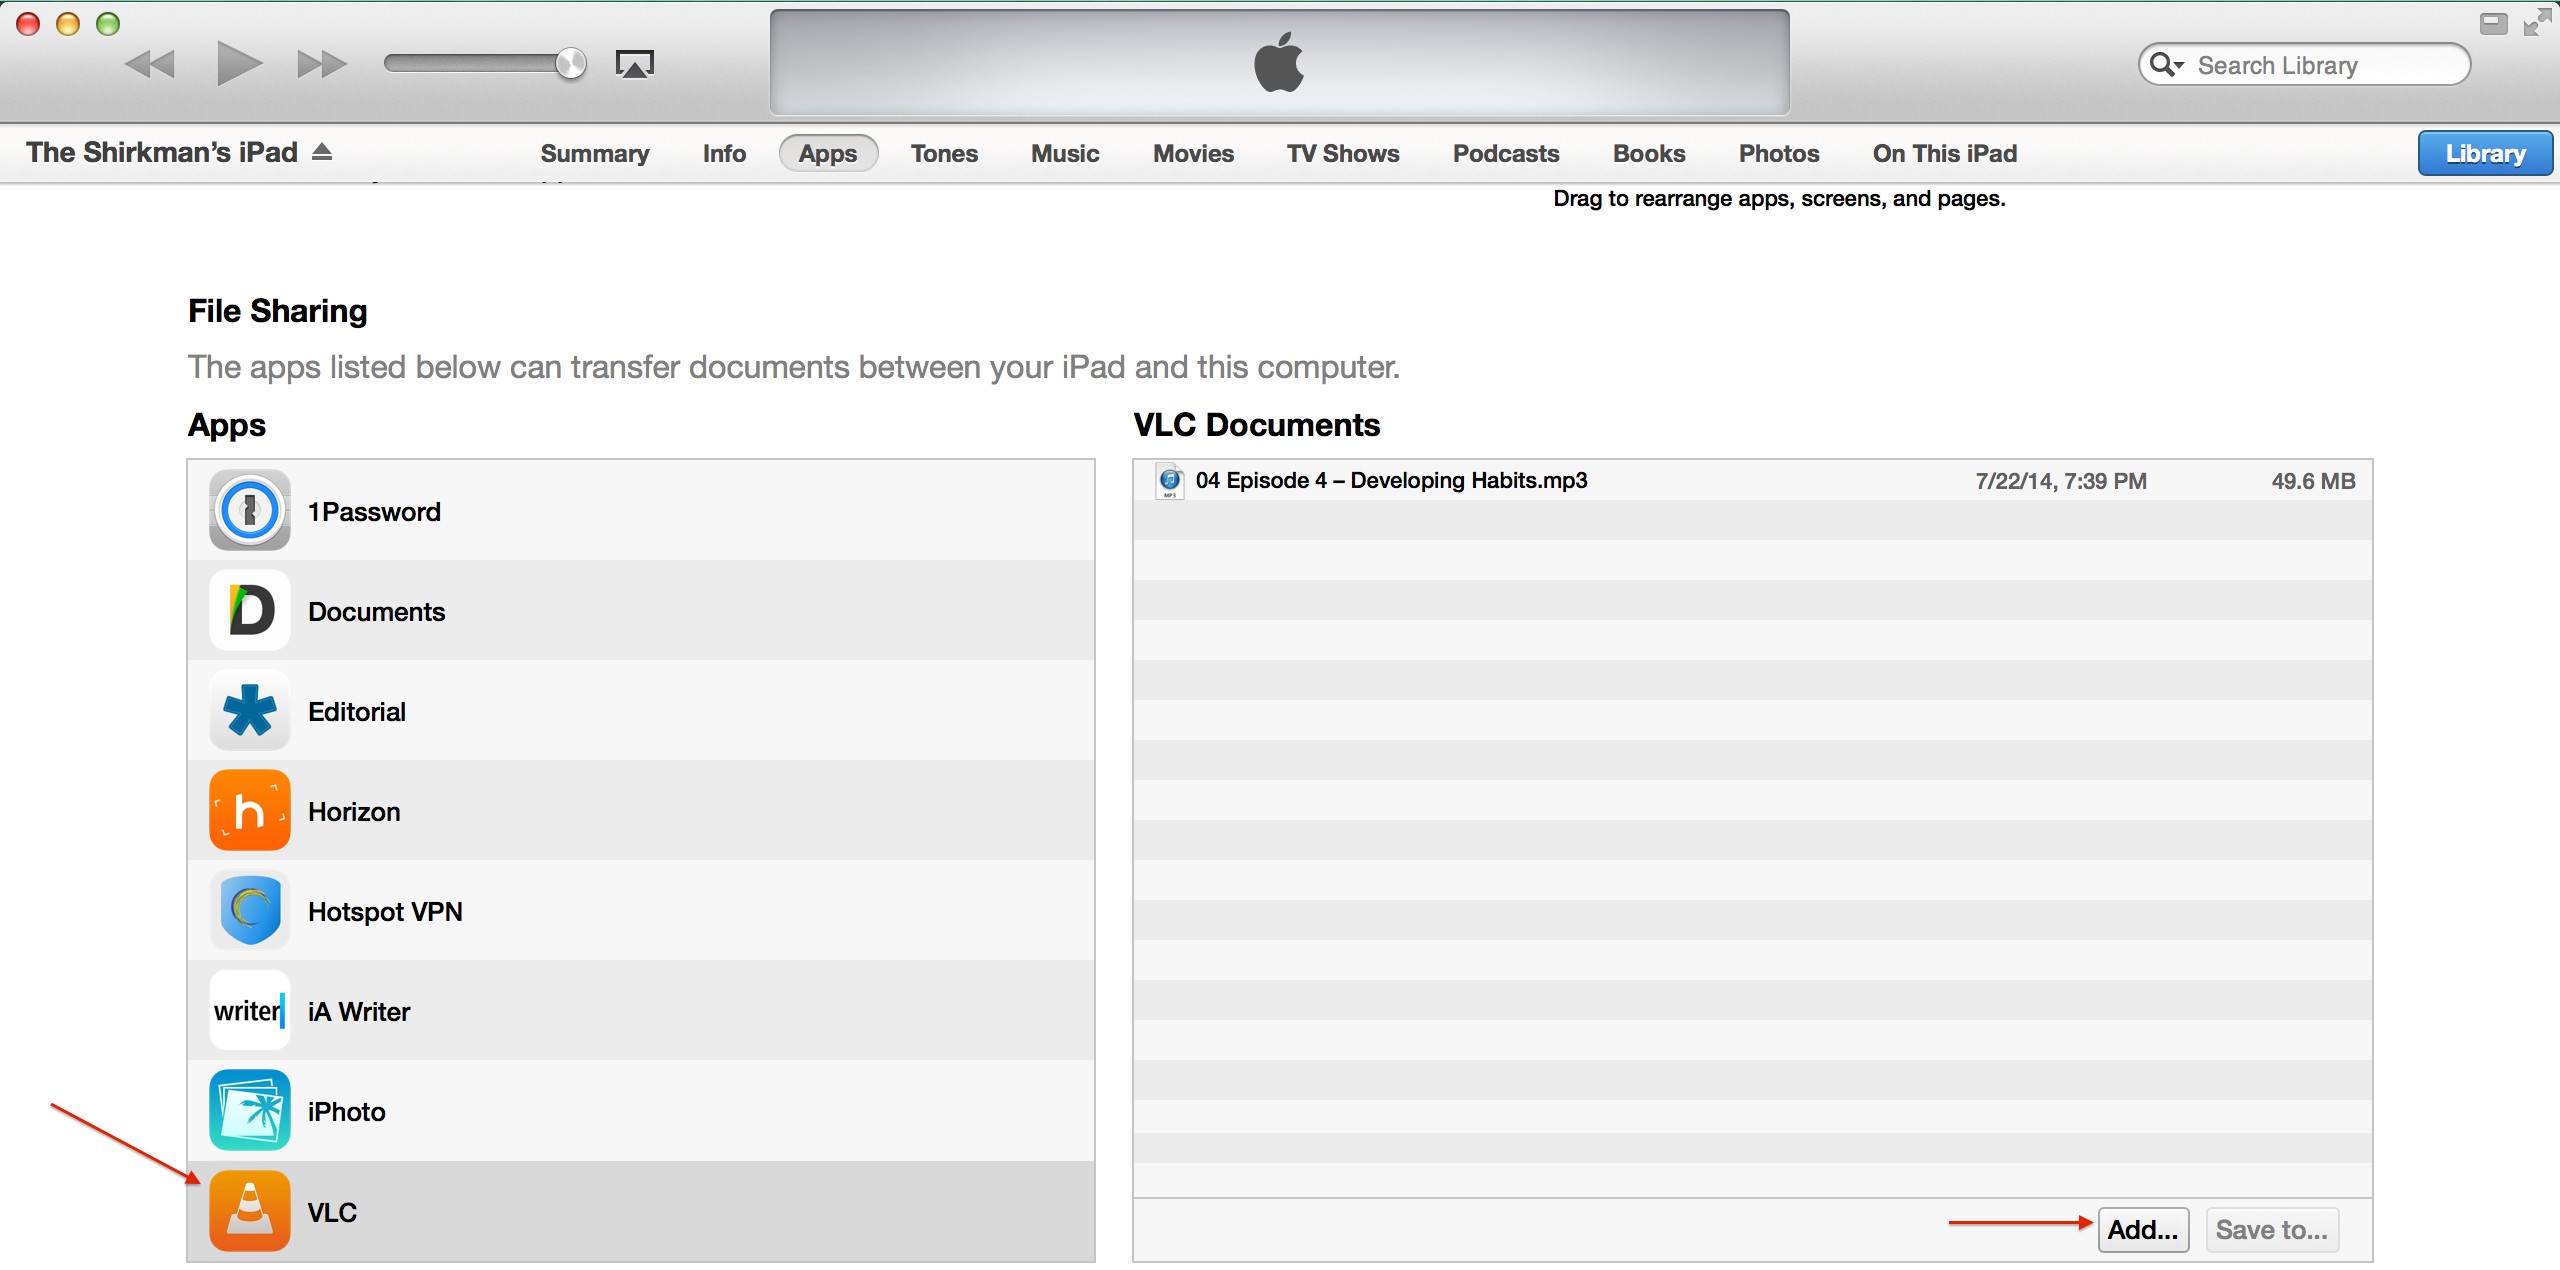 Search Library
The Shirkman’s iPad
Summary Info Apps Tones Music Movies TV Shows Podcasts Books Photos On This iPad Library
Drag to rearrange apps, screens, and pages.
File Sharing
The apps listed below can transfer documents between your iPad and this computer.
Apps
VLC Documents
1Password
Documents
Editorial
Horizon
Hotspot VPN
writer iA Writer
iPhoto
VLC
MP3 04 Episode 4 – Developing Habits.mp3 7/22/14, 7:39 PM 49.6 MB
Add... Save to...